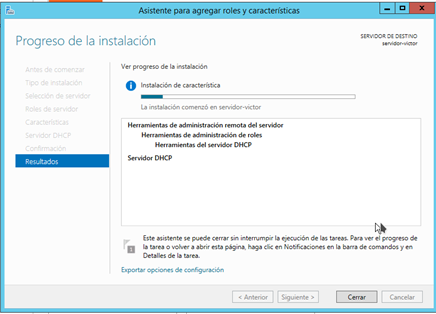 Asistente para agregar roles y características
Progreso de la instalación
SERVIDOR DE DESTINO
servidor-victor
Antes de comenzar
Tipo de instalación
Selección de servidor
Roles de servidor
Características
Servidor DHCP
Confirmación
Resultados
Ver progreso de la instalación
Instalación de característica
La instalación comenzó en servidor-victor
Herramientas de administración remota del servidor
Herramientas de administración de roles
Herramientas del servidor DHCP
Servidor DHCP
Este asistente se puede cerrar sin interrumpir la ejecución de las tareas. Para ver el progreso
de la tarea o volver a abrir esta página, haga clic en Notificaciones en la barra de comandos y en
Detalles de la tarea.
Exportar opciones de configuración
< Anterior
Siguiente >
Cerrar
Cancelar